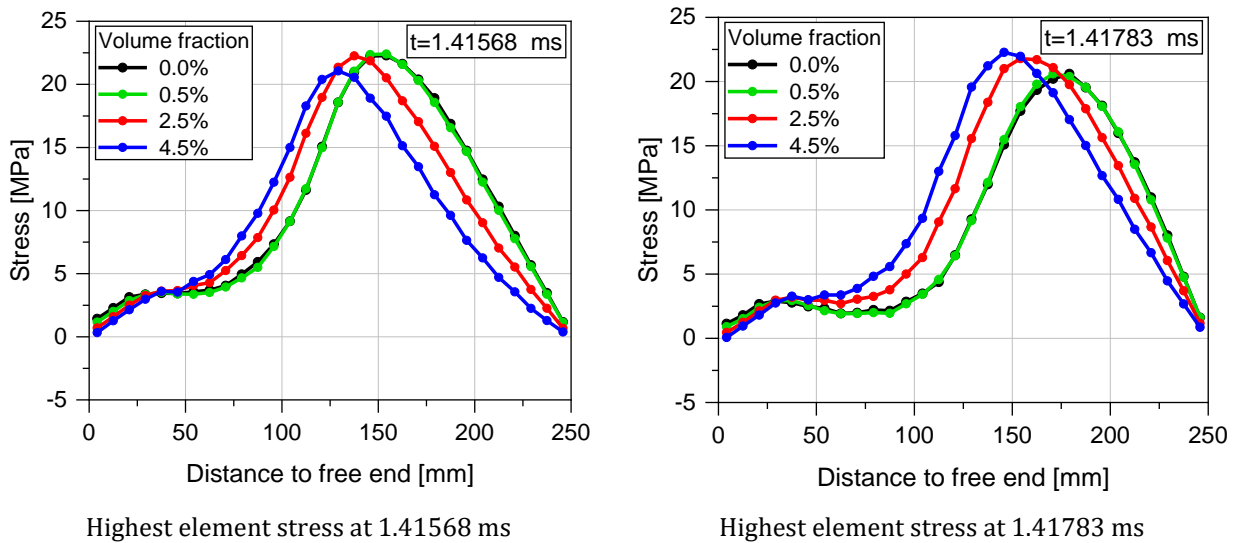 25
20
15
10
5
0
-5
Stress [MPa]
Volume fraction
0.0%
0.5%
2.5%
4.5%
t=1.41568 ms
0 50 100 150 200 250
Distance to free end [mm]
Highest element stress at 1.41568 ms
25
20
15
10
5
0
-5
Stress [MPa]
Volume fraction
0.0%
0.5%
2.5%
4.5%
t=1.41783 ms
0 50 100 150 200 250
Distance to free end [mm]
Highest element stress at 1.41783 ms